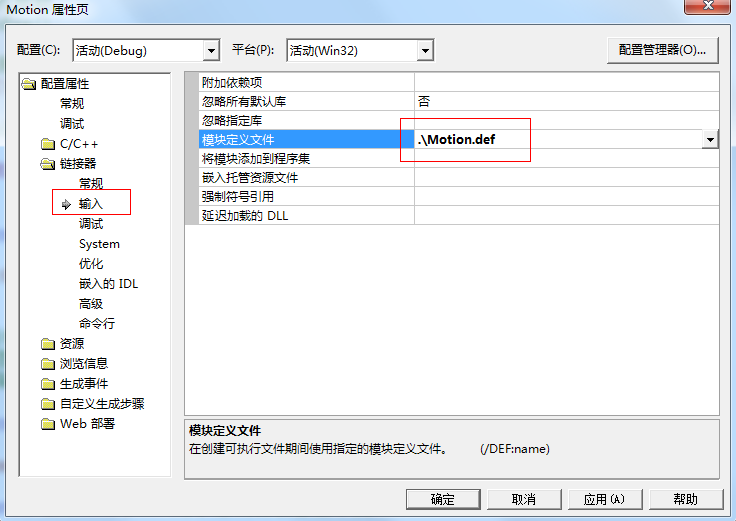 Motion 属性页
配置(C):
活动(Debug)
平台(P):
活动(Win32)
配置管理器(O)...
配置属性
常规
调试
C/C++
链接器
常规
输入
调试
System
优化
嵌入的 IDL
高级
命令行
资源
浏览信息
生成事件
自定义生成步骤
Web 部署
附加依赖项
忽略所有默认库 否
忽略指定库
模块定义文件 .\Motion.def
将模块添加到程序集
嵌入托管资源文件
强制符号引用
延迟加载的 DLL
模块定义文件
在创建可执行文件期间使用指定的模块定义文件。 (/DEF:name)
确定
取消
应用(A)
帮助